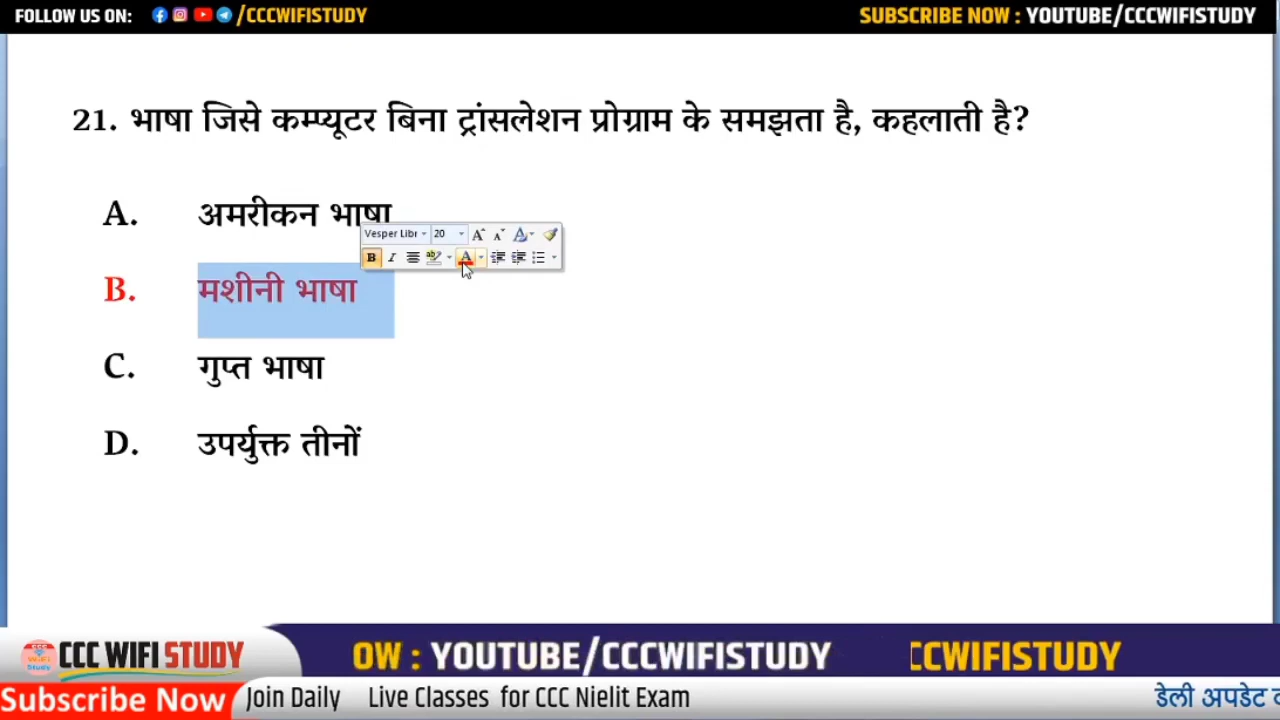 FOLLOW US ON: /CCCWIFISTUDY SUBSCRIBE NOW : YOUTUBE/CCCWIFISTUDY
21. भाषा जिसे कम्प्यूटर बिना ट्रांसलेशन प्रोग्राम के समझता है, कहलाती है?
A. अमरीकन भाषा
Vesper Libr 20
B. मशीनी भाषा
C. गुप्त भाषा
D. उपर्युक्त तीनों
CCC WIFI STUDY OW : YOUTUBE/CCCWIFISTUDY CCWIFISTUDY
Subscribe Now Join Daily Live Classes for CCC Nielit Exam डेली अपडेट